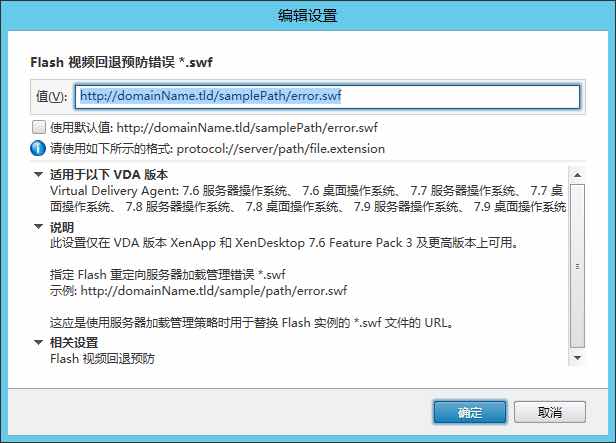 编辑设置
Flash 视频回退预防错误 *.swf
值(V): http://domainName.tld/samplePath/error.swf
使用默认值: http://domainName.tld/samplePath/error.swf
请使用如下所示的格式: protocol://server/path/file.extension
适用于以下 VDA 版本
Virtual Delivery Agent: 7.6 服务器操作系统、 7.6 桌面操作系统、 7.7 服务器操作系统、 7.7 桌
面操作系统、 7.8 服务器操作系统、 7.8 桌面操作系统、 7.9 服务器操作系统、 7.9 桌面操作系统
说明
此设置仅在 VDA 版本 XenApp 和 XenDesktop 7.6 Feature Pack 3 及更高版本上可用。
指定 Flash 重定向服务器加载管理错误 *.swf
示例: http://domainName.tld/sample/path/error.swf
这应是使用服务器加载管理策略时用于替换 Flash 实例的 *.swf 文件的 URL。
相关设置
Flash 视频回退预防
确定 取消